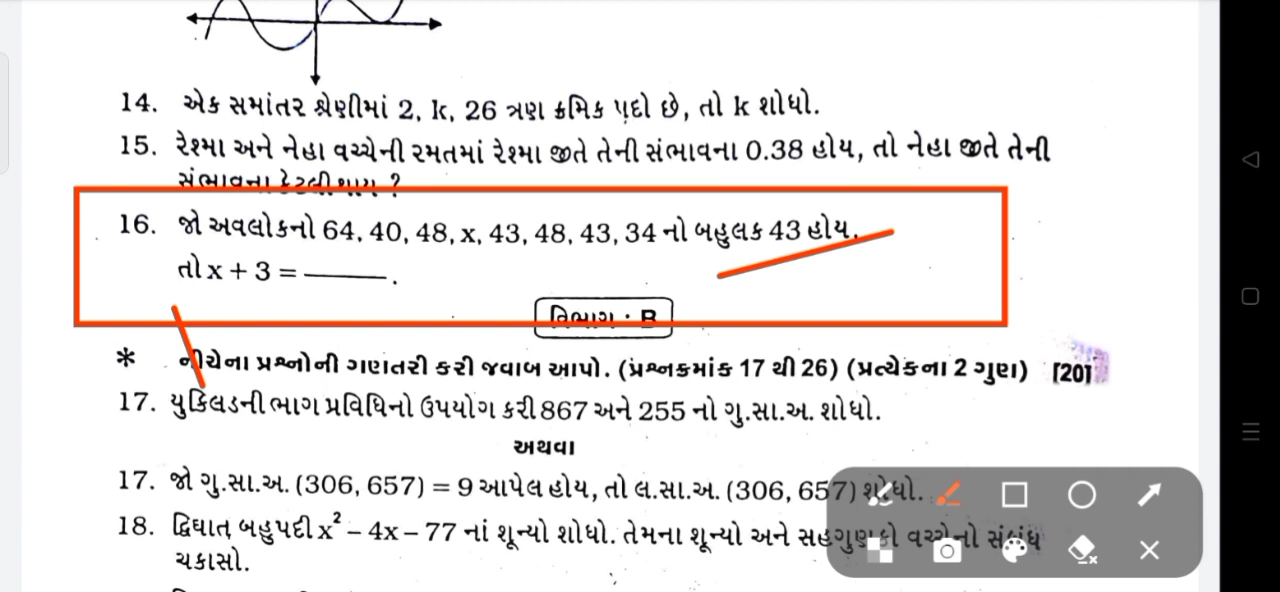 14. એક સમાંતર શ્રેણીમાં 2, k, 26 ત્રણ ક્રમિક પદો છે, તો k શોધો.
15. રેશ્મા અને નેહા વચ્ચેની રમતમાં રેશ્મા જીતે તેની સંભાવના 0.38 હોય, તો નેહા જીતે તેની
સંભાવના કેટલી થાય ?
16. જો અવલોકનો 64, 40, 48, x, 43, 48, 43, 34 નો બહુલક 43 હોય.
તો x + 3 = ______ .
વિભાગ : B
* નીચેના પ્રશ્નોની ગણતરી કરી જવાબ આપો. (પ્રશ્નક્રમાંક 17 થી 26) (પ્રત્યેકના 2 ગુણ) [20]
17. યુક્લિડની ભાગ પ્રવિધિનો ઉપયોગ કરી 867 અને 255 નો ગુ.સા.અ. શોધો.
અથવા
17. જો ગુ.સા.અ. (306, 657) = 9 આપેલ હોય, તો લ.સા.અ. (306, 657) શોધો.
18. દ્વિઘાત બહુપદી x² – 4x – 77 નાં શૂન્યો શોધો. તેમના શૂન્યો અને સહગુણકો વચ્ચેનો સંબંધ
ચકાસો.